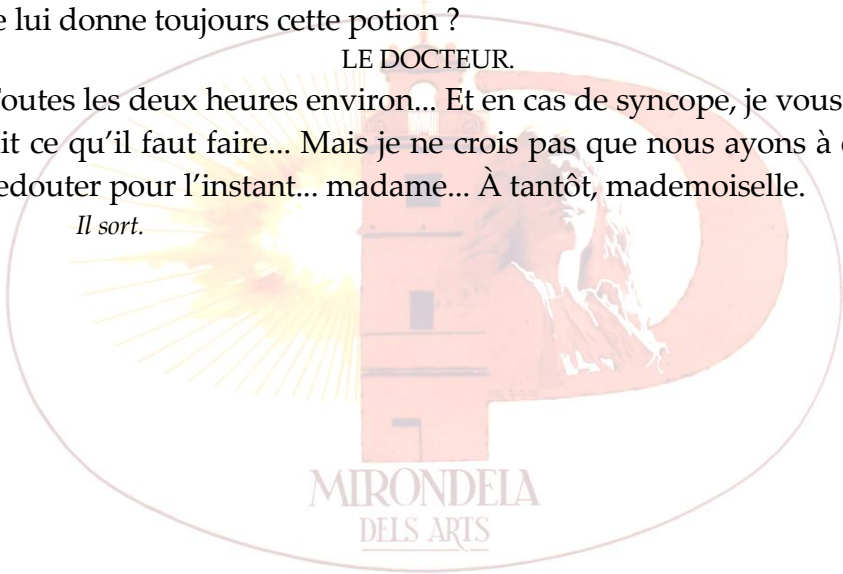 e lui donne toujours cette potion ?
LE DOCTEUR.
outes les deux heures environ... Et en cas de syncope, je vous
it ce qu’il faut faire... Mais je ne crois pas que nous ayons à
edouter pour l’instant... madame... À tantôt, mademoiselle.
Il sort.
MIRONDELA
DELS ARTS